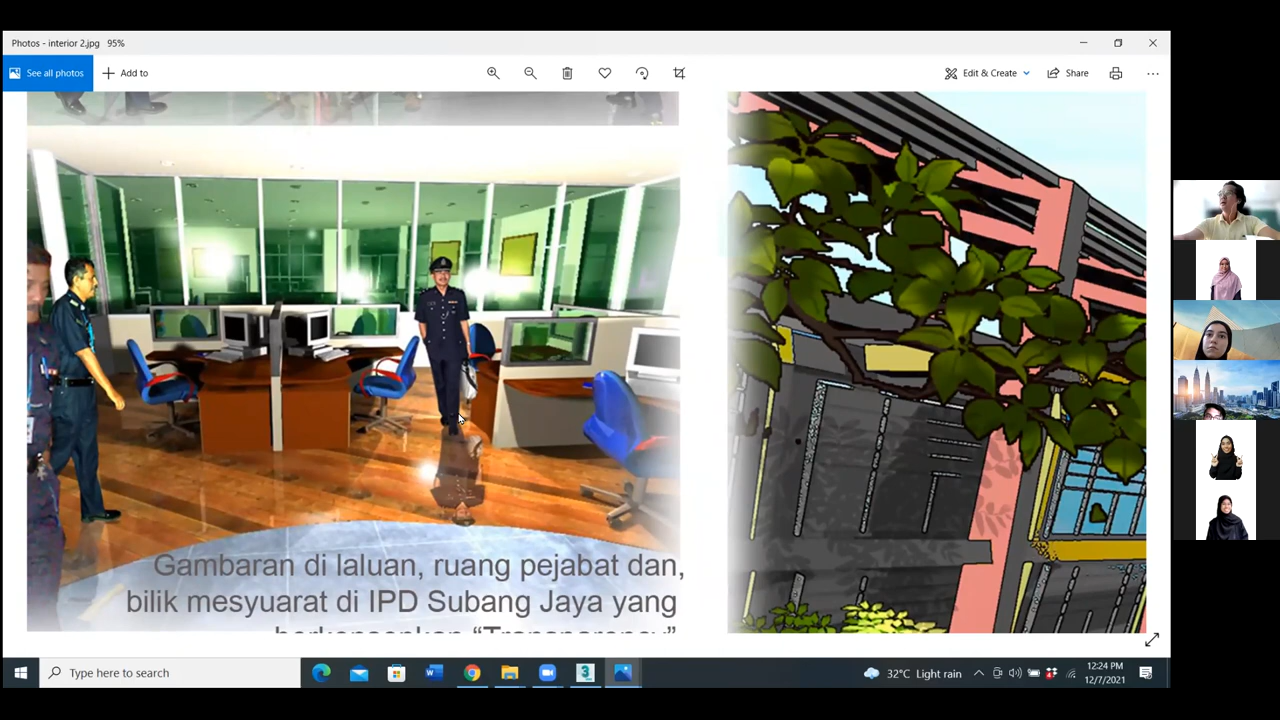 Photos - interior 2.jpg 95%
See all photos
Add to
Edit & Create
Share
Gambaran di laluan, ruang pejabat dan,
bilik mesyuarat di IPD Subang Jaya yang
berkonsepkan “Transparency”
Type here to search
32°C Light rain
12:24 PM
12/7/2021